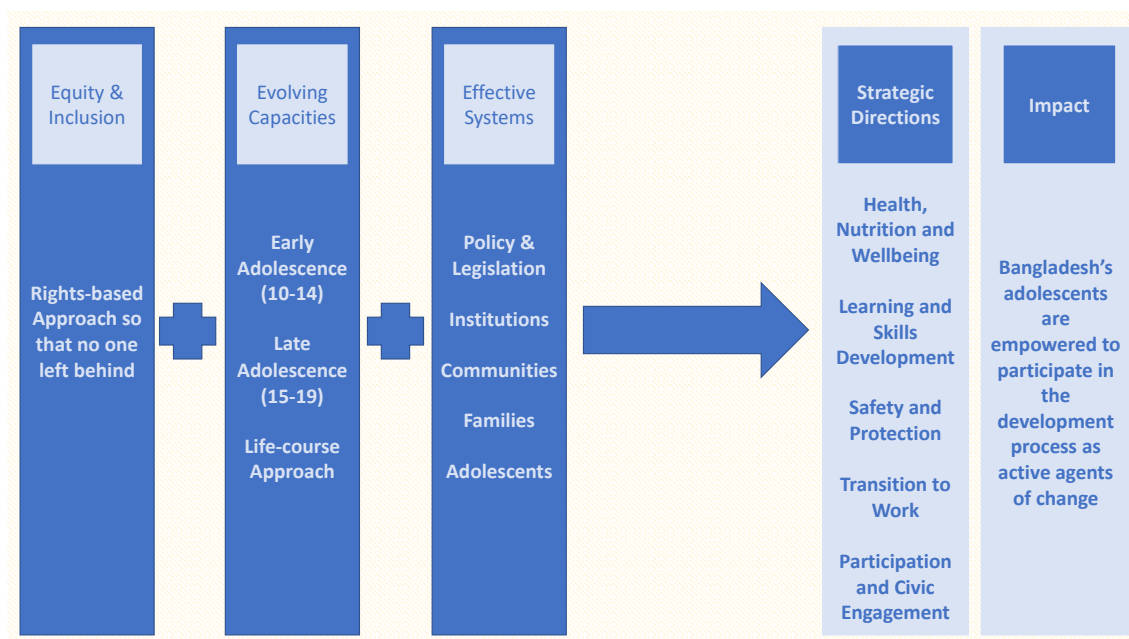 Equity &
Inclusion
Rights-based
Approach so
that no one
left behind
Evolving
Capacities
Early
Adolescence
(10-14)
Late
Adolescence
(15-19)
Life-course
Approach
Effective
Systems
Policy &
Legislation
Institutions
Communities
Families
Adolescents
Strategic
Directions
Health,
Nutrition and
Wellbeing
Learning and
Skills
Development
Safety and
Protection
Transition to
Work
Participation
and Civic
Engagement
Impact
Bangladesh’s
adolescents
are
empowered to
participate in
the
development
process as
active agents
of change